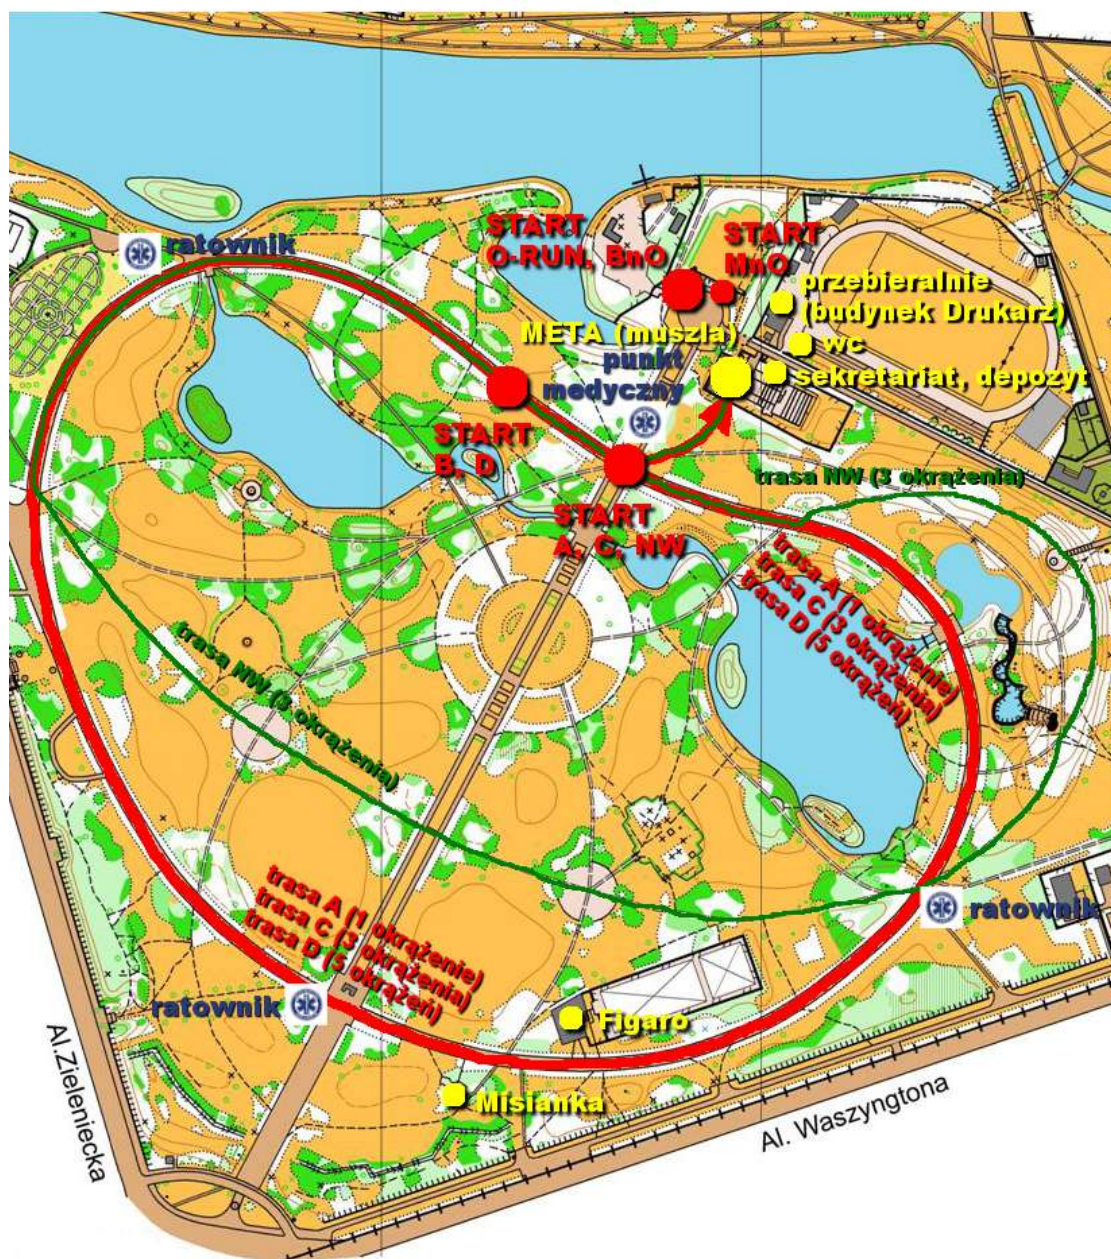 ratownik
START
O-RUN, BnO
START
MnO
przebieralnie
(budynek Drukarz)
META (muszla)
wc
punkt
medyczny
sekretariat, depozyt
START
B, D
trasa NW (3 okrążenia)
START
A, C, NW
trasa A (1 okrążenie)
trasa C (3 okrążenia)
trasa D (5 okrążeń)
trasa NW (3 okrążenia)
trasa A (1 okrążenie)
trasa C (3 okrążenia)
trasa D (5 okrążeń)
ratownik
ratownik
Figaro
Misianka
Al.Zieleniecka
Al. Waszyngtona